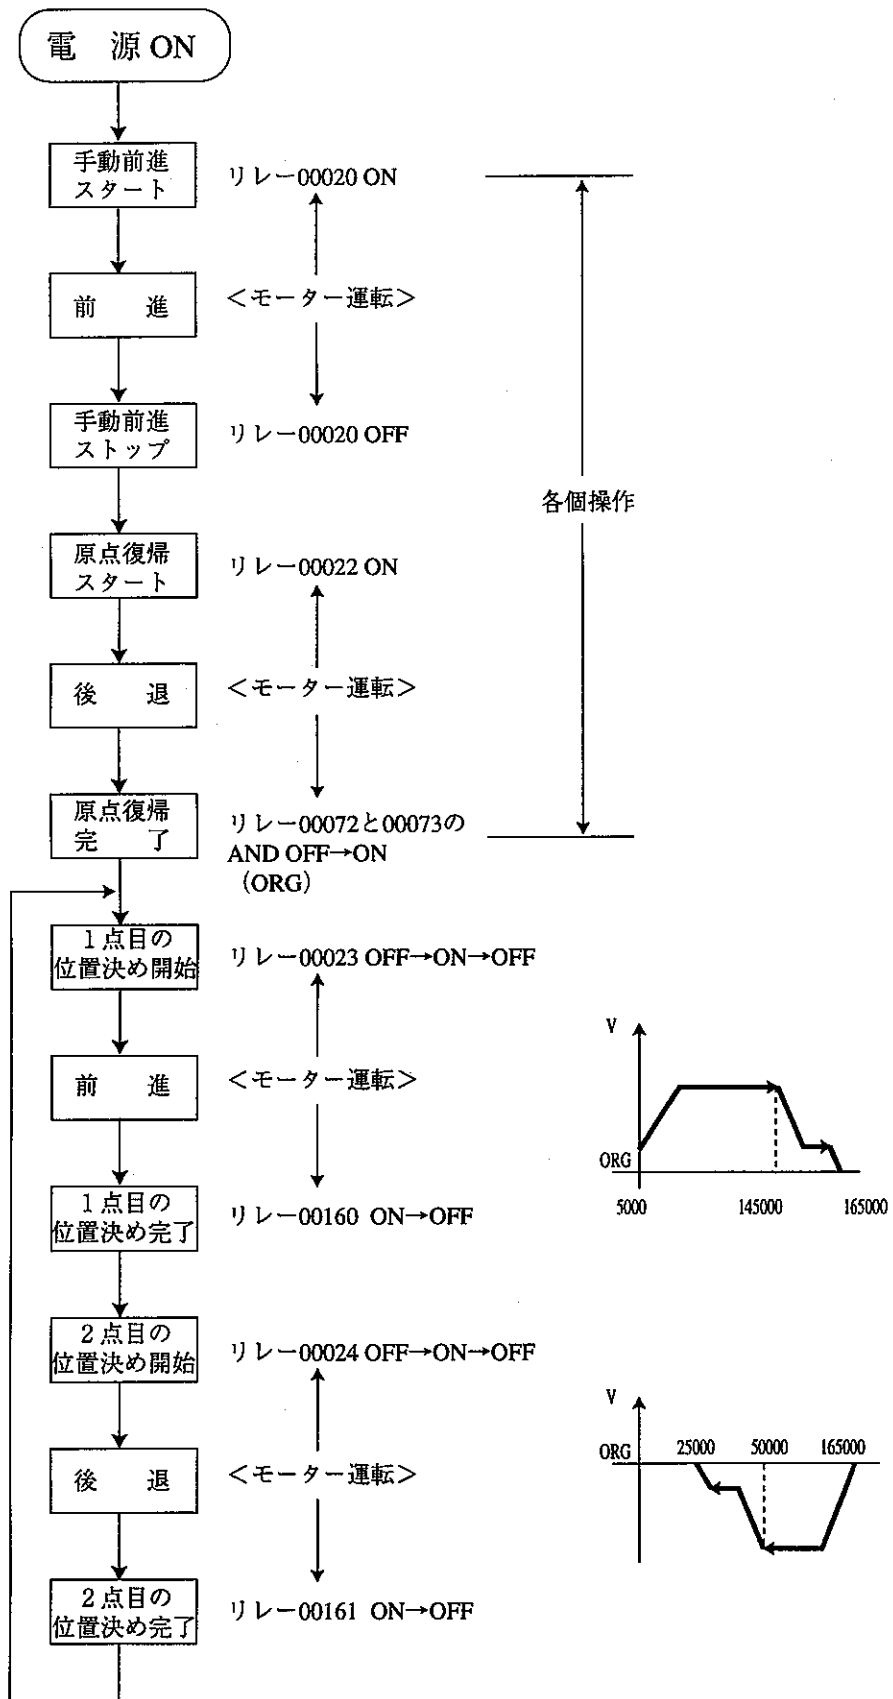 電 源 ON
手動前進
スタート
リレー00020 ON
前 進
＜モーター運転＞
手動前進
ストップ
リレー00020 OFF
各個操作
原点復帰
スタート
リレー00022 ON
後 退
＜モーター運転＞
原点復帰
完 了
リレー00072と00073の
AND OFF→ON
（ORG）
1点目の
位置決め開始
リレー00023 OFF→ON→OFF
前 進
＜モーター運転＞
V
ORG
5000 145000 165000
1点目の
位置決め完了
リレー00160 ON→OFF
2点目の
位置決め開始
リレー00024 OFF→ON→OFF
後 退
＜モーター運転＞
V
ORG 25000 50000 165000
2点目の
位置決め完了
リレー00161 ON→OFF